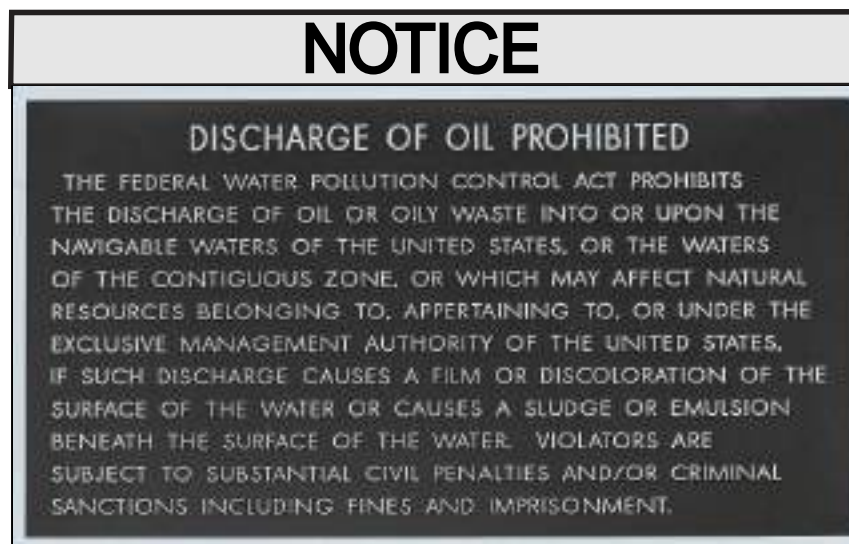 NOTICE
DISCHARGE OF OIL PROHIBITED
THE FEDERAL WATER POLLUTION CONTROL ACT PROHIBITS
THE DISCHARGE OF OIL OR OILY WASTE INTO OR UPON THE
NAVIGABLE WATERS OF THE UNITED STATES, OR THE WATERS
OF THE CONTIGUOUS ZONE, OR WHICH MAY AFFECT NATURAL
RESOURCES BELONGING TO, APPERTAINING TO, OR UNDER THE
EXCLUSIVE MANAGEMENT AUTHORITY OF THE UNITED STATES,
IF SUCH DISCHARGE CAUSES A FILM OR DISCOLORATION OF THE
SURFACE OF THE WATER OR CAUSES A SLUDGE OR EMULSION
BENEATH THE SURFACE OF THE WATER. VIOLATORS ARE
SUBJECT TO SUBSTANTIAL CIVIL PENALTIES AND/OR CRIMINAL
SANCTIONS INCLUDING FINES AND IMPRISONMENT.